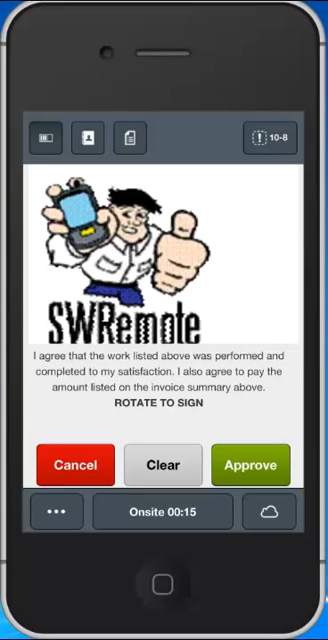 10-8
SWRemote
I agree that the work listed above was performed and
completed to my satisfaction. I also agree to pay the
amount listed on the invoice summary above.
ROTATE TO SIGN
Cancel Clear Approve
••• Onsite 00:15